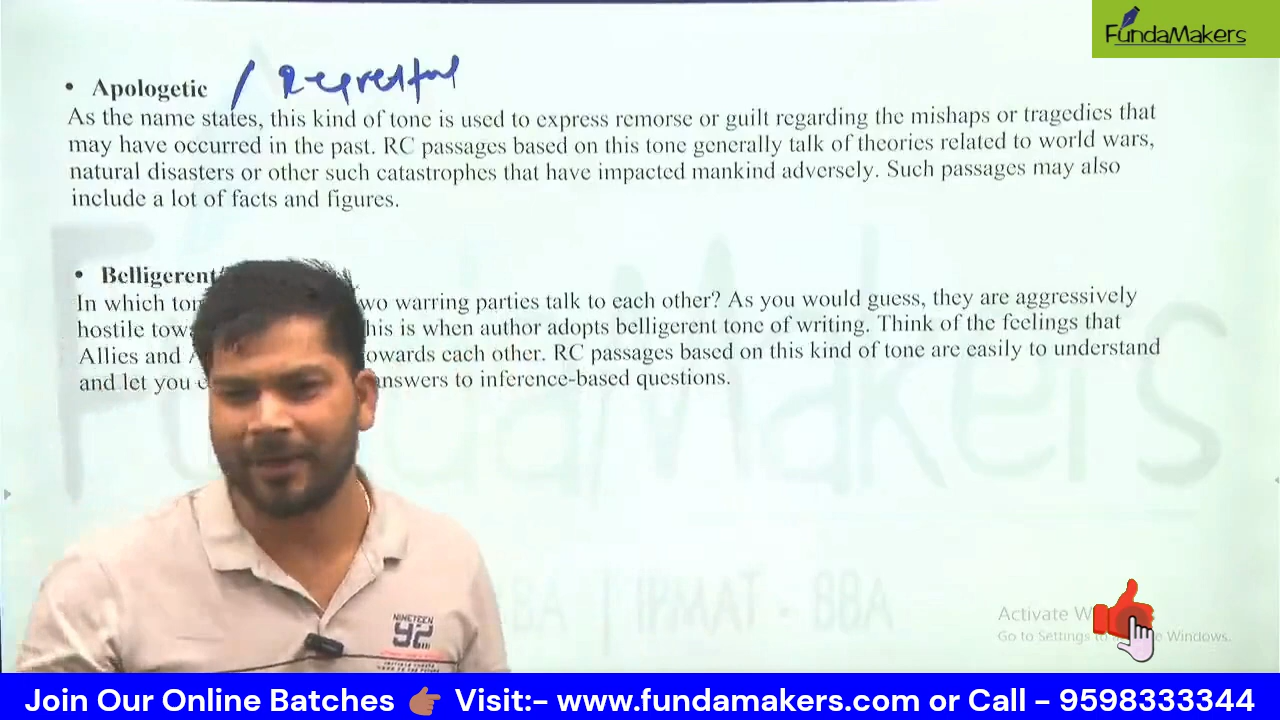 FundaMakers
• Apologetic / Regretful
As the name states, this kind of tone is used to express remorse or guilt regarding the mishaps or tragedies that
may have occurred in the past. RC passages based on this tone generally talk of theories related to world wars,
natural disasters or other such catastrophes that have impacted mankind adversely. Such passages may also
include a lot of facts and figures.
• Belligerent
In which wo warring parties talk to each other? As you would guess, they are aggressively
hostile his is when author adopts belligerent tone of writing. Think of the feelings that
Allies and owards each other. RC passages based on this kind of tone are easily to understand
and let you answers to inference-based questions.
FundaMakers
BA | IPMAT - BBA
NINETEEN
92
Activate W
Go to Settings to Windows.
Join Our Online Batches Visit:- www.fundamakers.com or Call - 9598333344